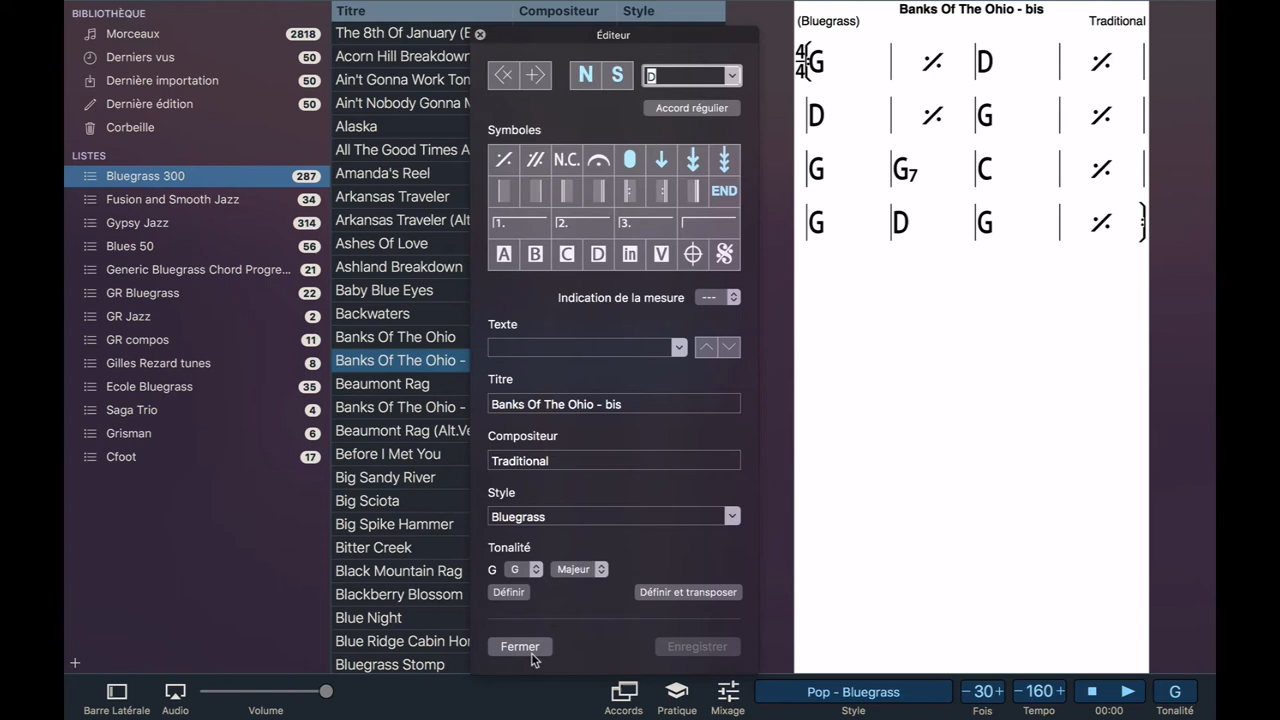 BIBLIOTHÈQUE
Morceaux 2818
Derniers vus 50
Dernière importation 50
Dernière édition 50
Corbeille
LISTES
Bluegrass 300 287
Fusion and Smooth Jazz 34
Gypsy Jazz 314
Blues 50 56
Generic Bluegrass Chord Progre... 21
GR Bluegrass 22
GR Jazz 2
GR compos 11
Gilles Rezard tunes 8
Ecole Bluegrass 35
Saga Trio 4
Grisman 6
Cfoot 17
+
Titre Compositeur Style
The 8th Of January (E
Acorn Hill Breakdown
Ain't Gonna Work Tom
Ain't Nobody Gonna M
Alaska
All The Good Times A
Amanda's Reel
Arkansas Traveler
Arkansas Traveler (Alt
Ashes Of Love
Ashland Breakdown
Baby Blue Eyes
Backwaters
Banks Of The Ohio
Banks Of The Ohio -
Beaumont Rag
Banks Of The Ohio -
Beaumont Rag (Alt.Ve
Before I Met You
Big Sandy River
Big Sciota
Big Spike Hammer
Bitter Creek
Black Mountain Rag
Blackberry Blossom
Blue Night
Blue Ridge Cabin Hor
Bluegrass Stomp
Éditeur
N S D
Accord régulier
Symboles
N.C.
END
1. 2. 3.
A B C D in V
Indication de la mesure ---
Texte
Titre
Banks Of The Ohio - bis
Compositeur
Traditional
Style
Bluegrass
Tonalité
G G Majeur
Définir Définir et transposer
Fermer Enregistrer
Banks Of The Ohio - bis
(Bluegrass) Traditional
4/4 G 𝄎 D 𝄎
D 𝄎 G 𝄎
G G7 C 𝄎
G D G 𝄎
Barre Latérale Audio Volume
Accords Pratique Mixage
Pop - Bluegrass
Style
− 30 +
Fois
− 160 +
Tempo
00:00
G
Tonalité